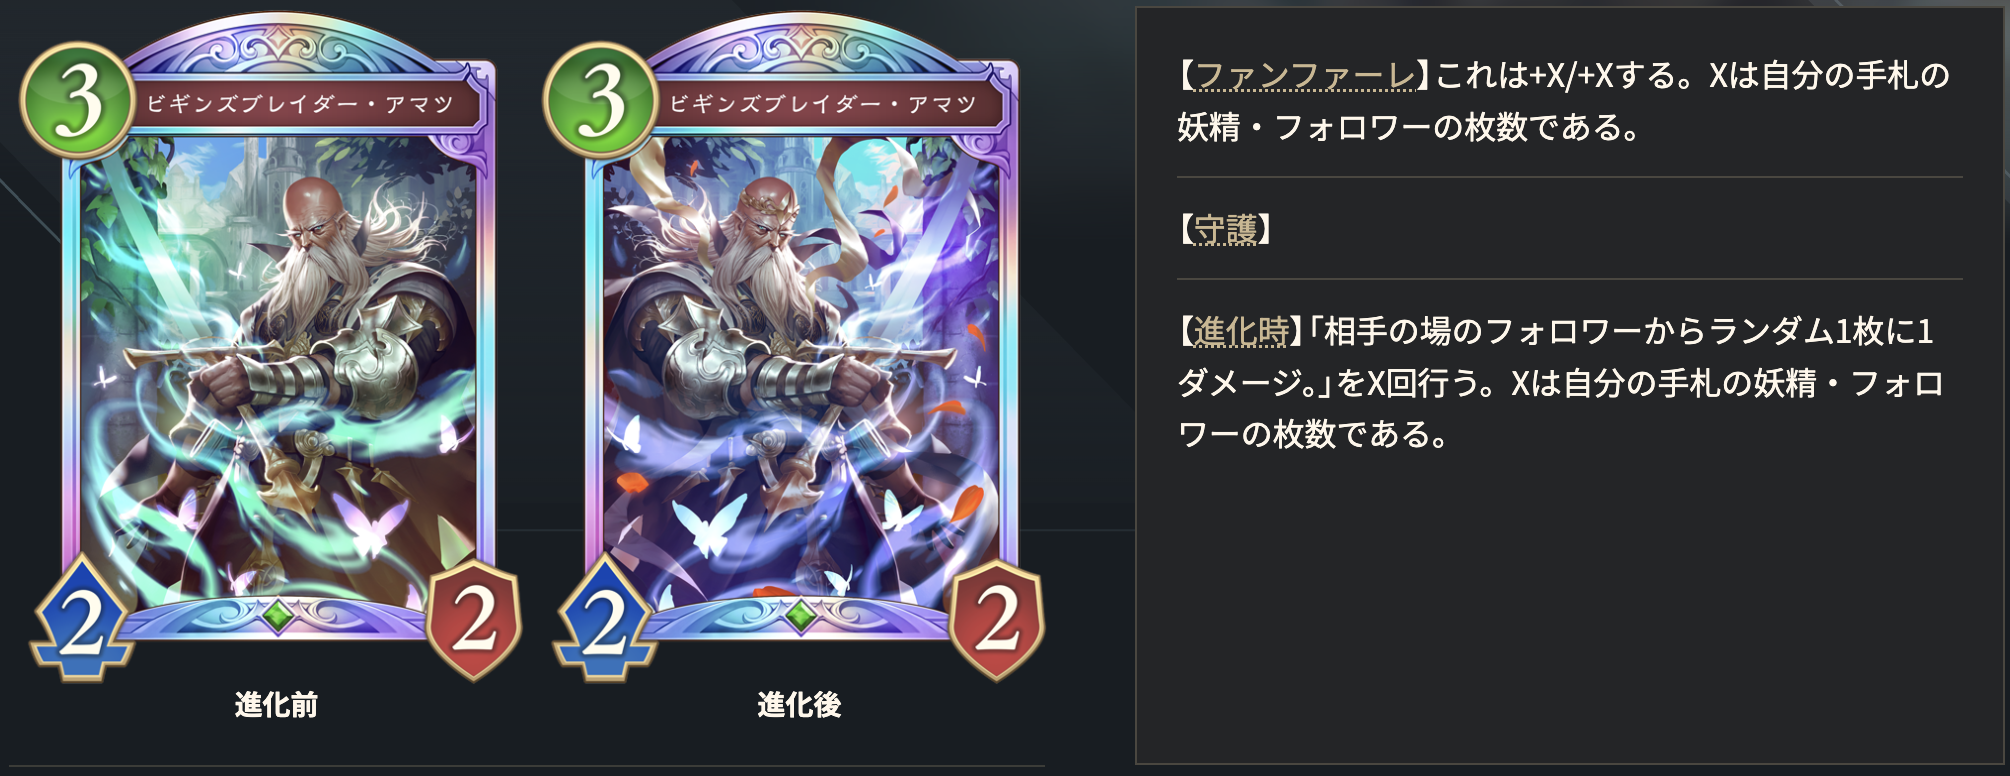 3
ビギンズブレイダー・アマツ
2
2
進化前
3
ビギンズブレイダー・アマツ
2
2
進化後
【ファンファーレ】これは+X/+Xする。Xは自分の手札の
妖精・フォロワーの枚数である。
【守護】
【進化時】「相手の場のフォロワーからランダム1枚に1
ダメージ。」をX回行う。Xは自分の手札の妖精・フォロ
ワーの枚数である。